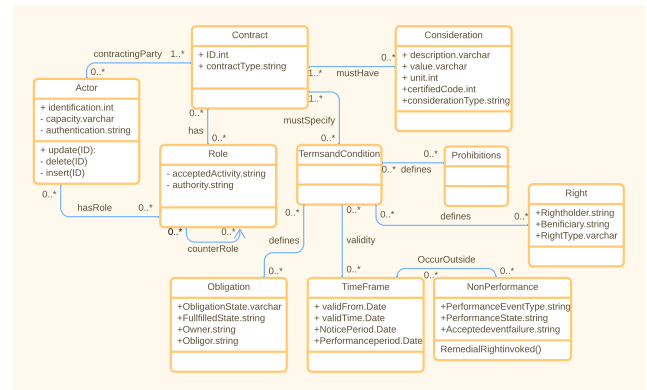 Contract
+ ID.int
+ contractType.string
Consideration
+ description.varchar
+ value.varchar
+ unit.int
+certifiedCode.int
+considerationType.string
contractingParty
1..*
0..*
0..*
1..*
mustHave
Actor
+ identification.int
- capacity.varchar
- authentication.string
+ update(ID):
- delete(ID)
- insert(ID)
0..*
has
0..*
1..*
mustSpecify
0..*
Role
- acceptedActivity.string
- authority.string
TermsandCondition
0..*
0..*
defines
Prohibitions
Right
+Rightholder.string
+Benificiary.string
+RightType.varchar
0..*
hasRole
0..*
0..*
0..*
counterRole
0..*
defines
0..*
0..*
validity
0..*
0..*
defines
0..*
OccurOutside
0..*
0..*
Obligation
+ObligationState.varchar
+FullfilledState.string
+Owner.string
+Obligor.string
TimeFrame
+ validFrom.Date
+ validTime.Date
+NoticePeriod.Date
+Performanceperiod.Date
NonPerformance
+PerformanceEventType.string
+PerformanceState.string
+Acceptedeventfailure.string
RemedialRightinvoked()